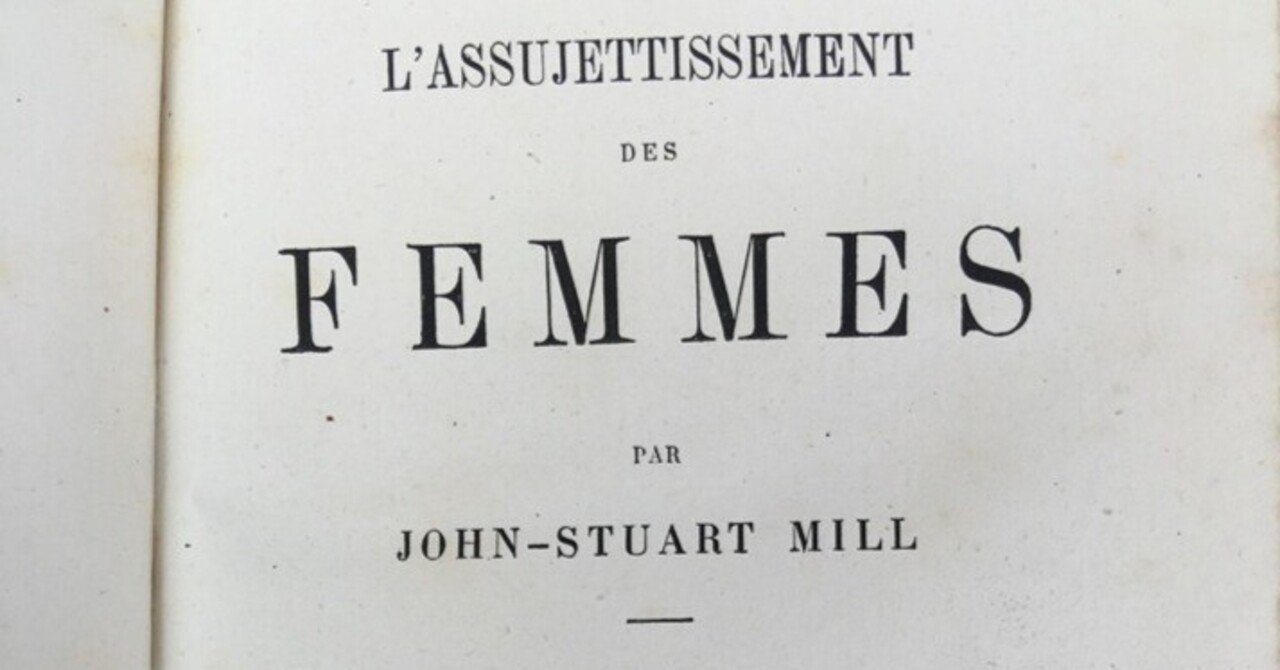 L'ASSUJETTISSEMENT
DES
FEMMES
PAR
JOHN-STUART MILL